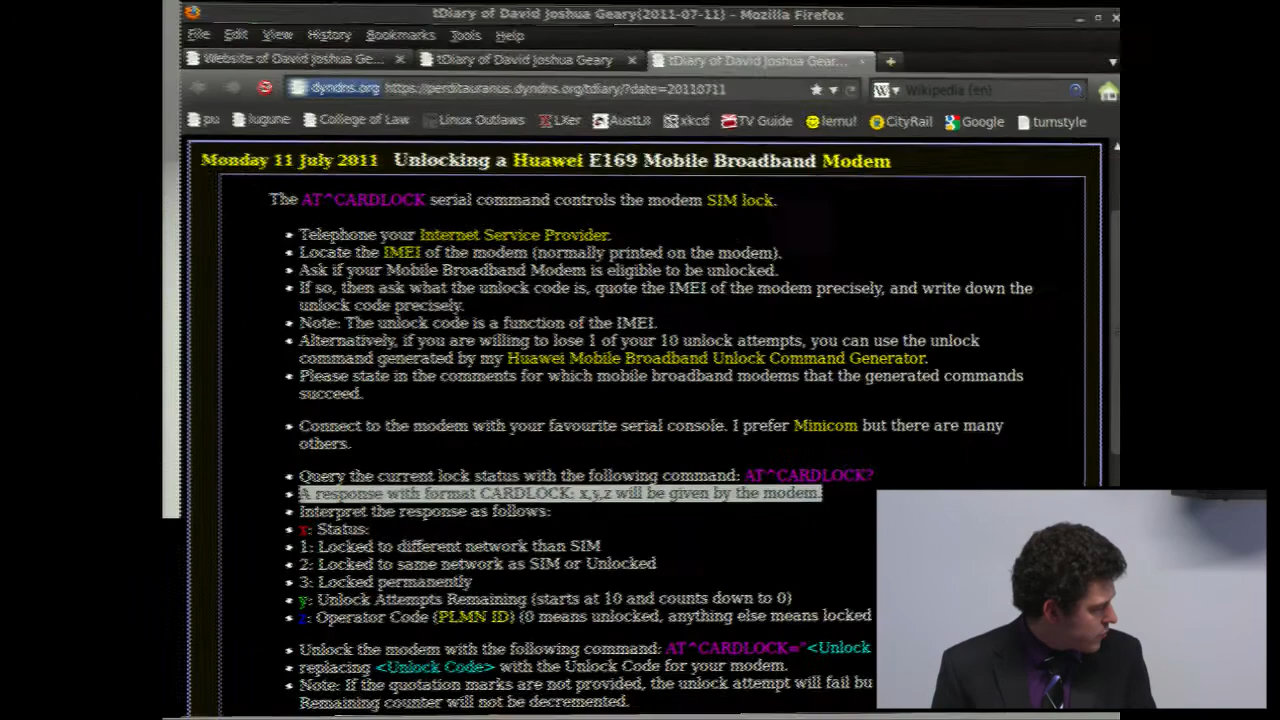 tDiary of David Joshua Geary(2011-07-11) - Mozilla Firefox
File Edit View History Bookmarks Tools Help
Website of David Joshua Ge... tDiary of David Joshua Geary tDiary of David Joshua Gear...
dyndns.org https://perditauranus.dyndns.org/tdiary/?date=20110711 Wikipedia (en)
pu lugune College of Law Linux Outlaws LXer AustLII xkcd TV Guide CityRail Google turnstyle
Monday 11 July 2011 Unlocking a Huawei E169 Mobile Broadband Modem
The AT^CARDLOCK serial command controls the modem SIM lock.
• Telephone your Internet Service Provider.
• Locate the IMEI of the modem (normally printed on the modem).
• Ask if your Mobile Broadband Modem is eligible to be unlocked.
• If so, then ask what the unlock code is, quote the IMEI of the modem precisely, and write down the
unlock code precisely.
• Note: The unlock code is a function of the IMEI.
• Alternatively, if you are willing to lose 1 of your 10 unlock attempts, you can use the unlock
command generated by my Huawei Mobile Broadband Unlock Command Generator.
• Please state in the comments for which mobile broadband modems that the generated commands
succeed.
• Connect to the modem with your favourite serial console. I prefer Minicom but there are many
others.
• Query the current lock status with the following command: AT^CARDLOCK?
• A response with format CARDLOCK: x,y,z will be given by the modem.
• Interpret the response as follows:
• x: Status:
• 1: Locked to different network than SIM
• 2: Locked to same network as SIM or Unlocked
• 3: Locked permanently
• y: Unlock Attempts Remaining (starts at 10 and counts down to 0)
• z: Operator Code (PLMN ID) (0 means unlocked, anything else means locked
• Unlock the modem with the following command: AT^CARDLOCK="<Unlock
replacing <Unlock Code> with the Unlock Code for your modem.
• Note: If the quotation marks are not provided, the unlock attempt will fail bu
Remaining counter will not be decremented.